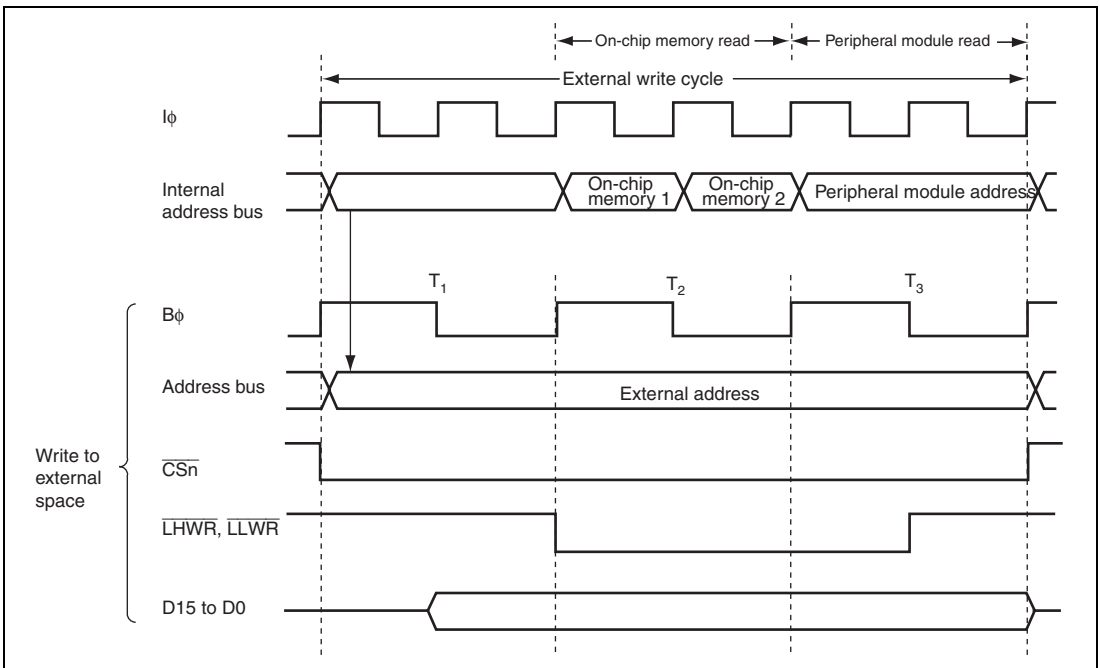 On-chip memory read
Peripheral module read
External write cycle
Iϕ
Internal
address bus
On-chip
memory 1
On-chip
memory 2
Peripheral module address
T1
T2
T3
Bϕ
Address bus
External address
Write to
external
space
CSn
LHWR, LLWR
D15 to D0